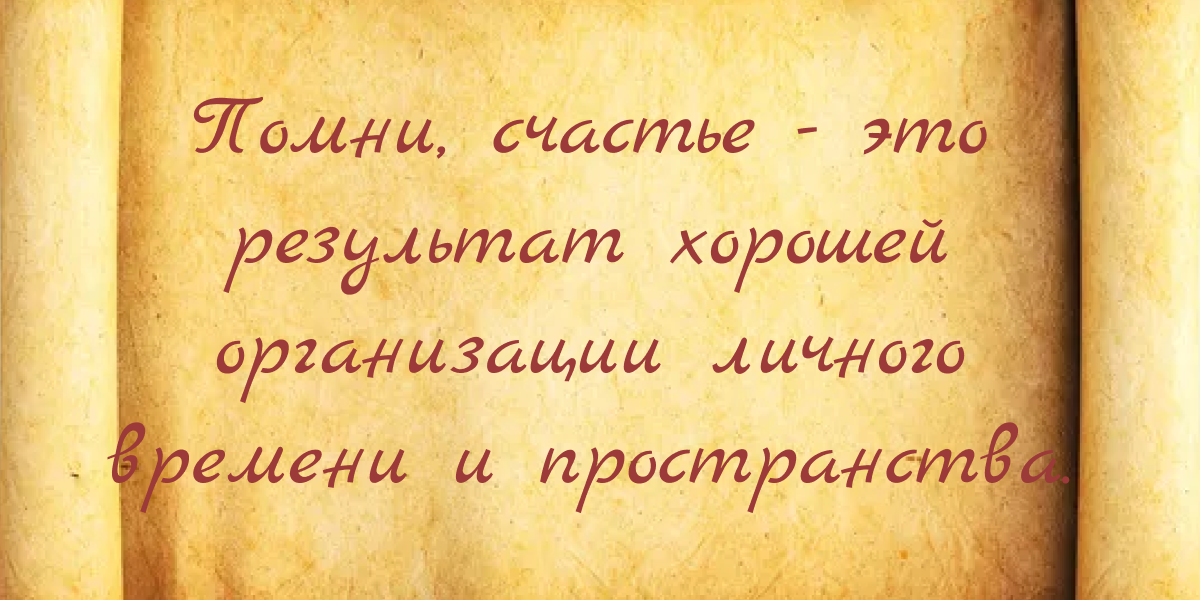 Помни, счастье - это
результат хорошей
организации личного
времени и пространства.